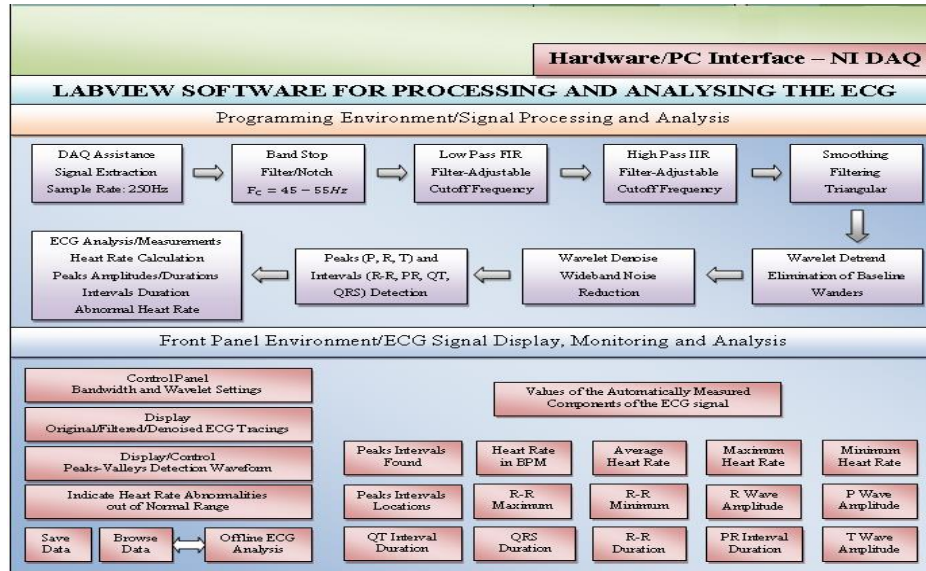 Hardware/PC Interface – NI DAQ
LABVIEW SOFTWARE FOR PROCESSING AND ANALYSING THE ECG
Programming Environment/Signal Processing and Analysis
DAQ Assistance
Signal Extraction
Sample Rate: 250Hz
Band Stop
Filter/Notch
F_C = 45 – 55Hz
Low Pass FIR
Filter-Adjustable
Cutoff Frequency
High Pass IIR
Filter-Adjustable
Cutoff Frequency
Smoothing
Filtering
Triangular
ECG Analysis/Measurements
Heart Rate Calculation
Peaks Amplitudes/Durations
Intervals Duration
Abnormal Heart Rate
Peaks (P, R, T) and
Intervals (R-R, PR, QT,
QRS) Detection
Wavelet Denoise
Wideband Noise
Reduction
Wavelet Detrend
Elimination of Baseline
Wanders
Front Panel Environment/ECG Signal Display, Monitoring and Analysis
Control Panel
Bandwidth and Wavelet Settings
Display
Original/Filtered/Denoised ECG Tracings
Display/Control
Peaks-Valleys Detection Waveform
Indicate Heart Rate Abnormalities
out of Normal Range
Save
Data
Browse
Data
Offline ECG
Analysis
Values of the Automatically Measured
Components of the ECG signal
Peaks Intervals
Found
Heart Rate
in BPM
Average
Heart Rate
Maximum
Heart Rate
Minimum
Heart Rate
Peaks Intervals
Locations
R-R
Maximum
R-R
Minimum
R Wave
Amplitude
P Wave
Amplitude
QT Interval
Duration
QRS
Duration
R-R
Duration
PR Interval
Duration
T Wave
Amplitude